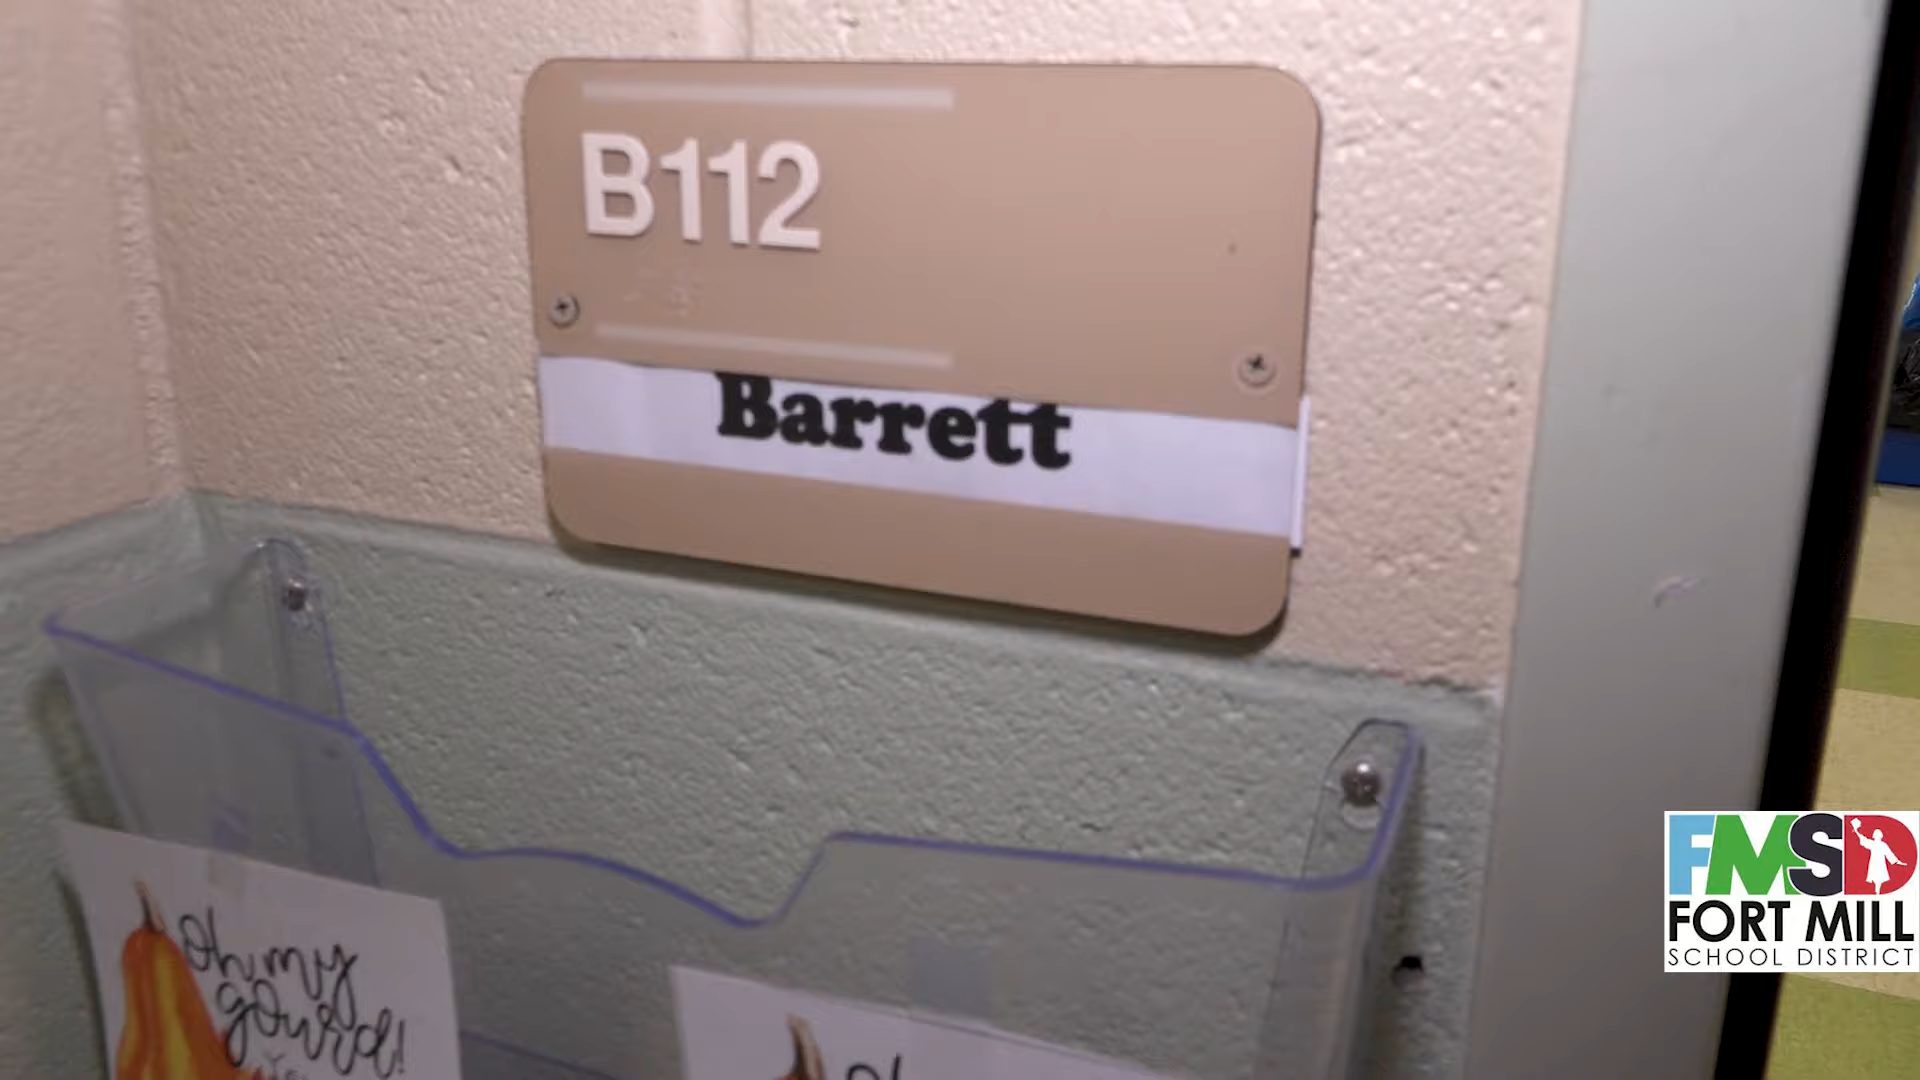 B112
Barrett
oh my
gourd!
FMSD
FORT MILL
SCHOOL DISTRICT